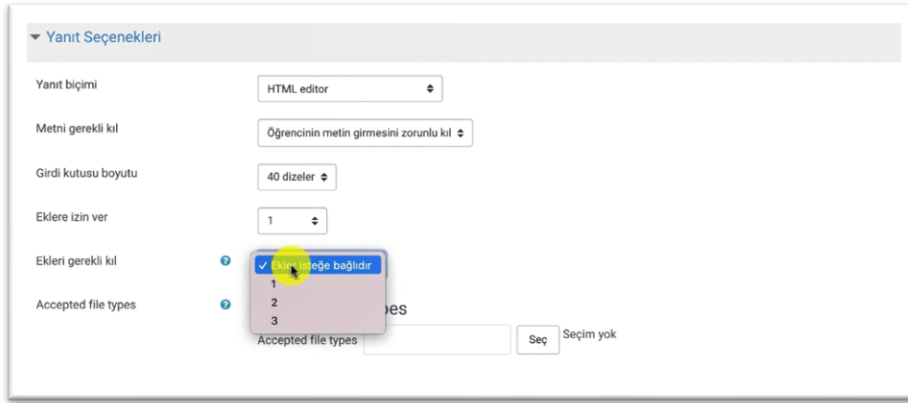 Yanıt Seçenekleri
Yanıt biçimi
HTML editor
Metni gerekli kıl
Öğrencinin metin girmesini zorunlu kıl
Girdi kutusu boyutu
40 dizeler
Eklere izin ver
1
Ekleri gerekli kıl
Ekler isteğe bağlıdır
1
2
3
Accepted file types
pes
Accepted file types
Seç
Seçim yok